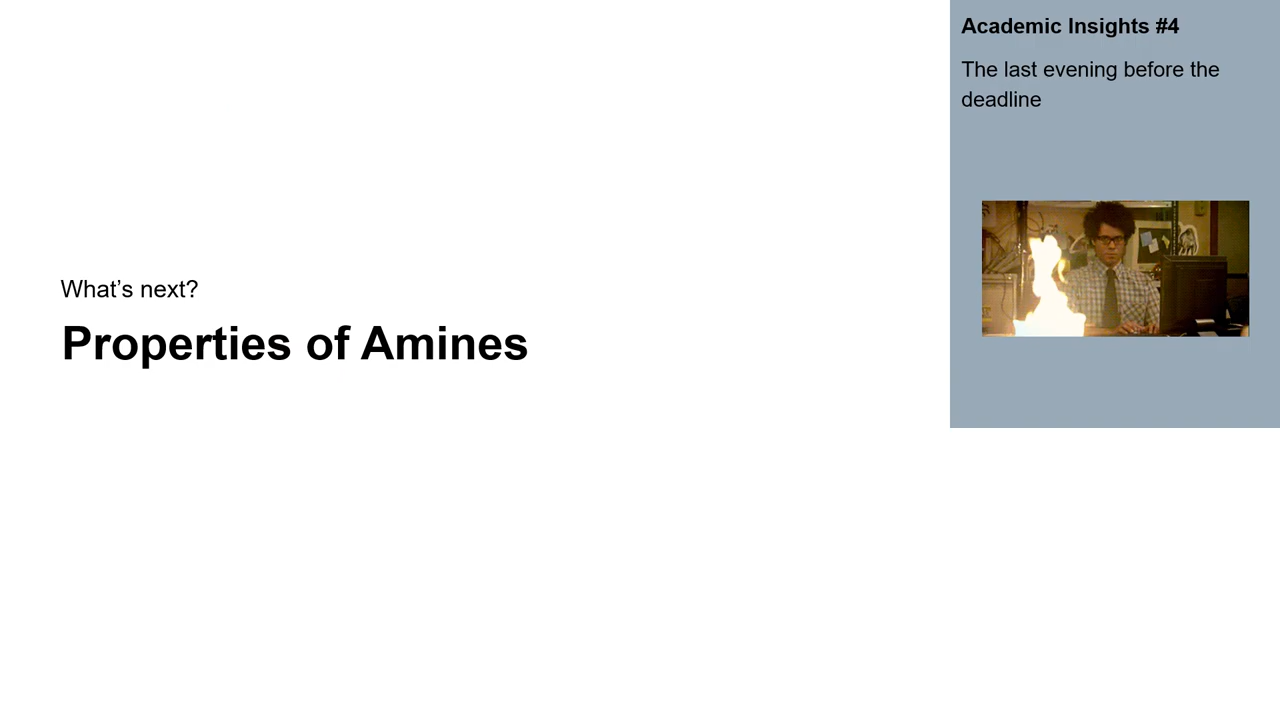 What’s next?
Properties of Amines
Academic Insights #4
The last evening before the
deadline